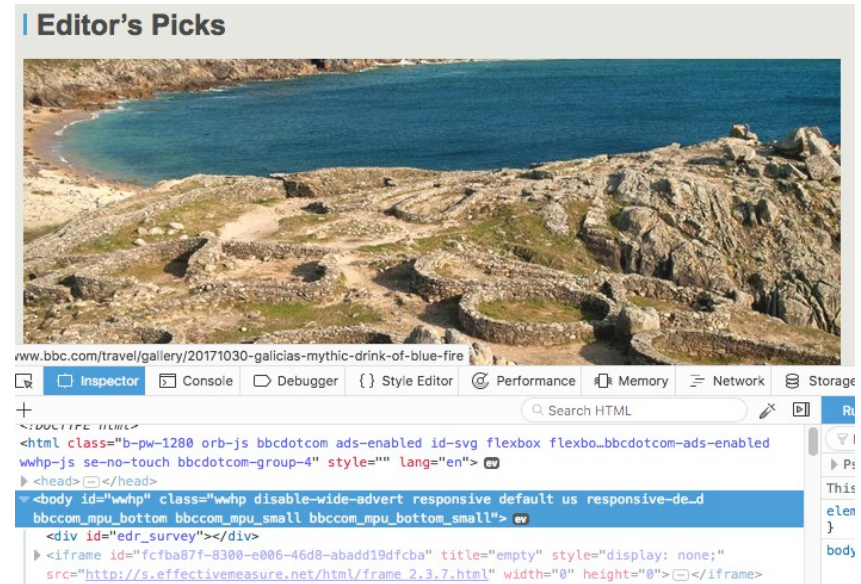 Editor's Picks
www.bbc.com/travel/gallery/20171030-galicias-mythic-drink-of-blue-fire
Inspector Console Debugger { } Style Editor Performance Memory Network Storage
+ Search HTML
<!DOCTYPE html>
<html class="b-pw-1280 orb-js bbcdotcom ads-enabled id-svg flexbox flexbo…bbcdotcom-ads-enabled
wwhp-js se-no-touch bbcdotcom-group-4" style="" lang="en"> ev
<head></head>
<body id="wwhp" class="wwhp disable-wide-advert responsive default us responsive-de…d
This
bbccom_mpu_bottom bbccom_mpu_small bbccom_mpu_bottom_small"> ev
elem
}
<div id="edr_survey"></div>
<iframe id="fcfba87f-8300-e006-46d8-abadd19dfcba" title="empty" style="display: none;"
body
src="http://s.effectivemeasure.net/html/frame_2.3.7.html" width="0" height="0"></iframe>